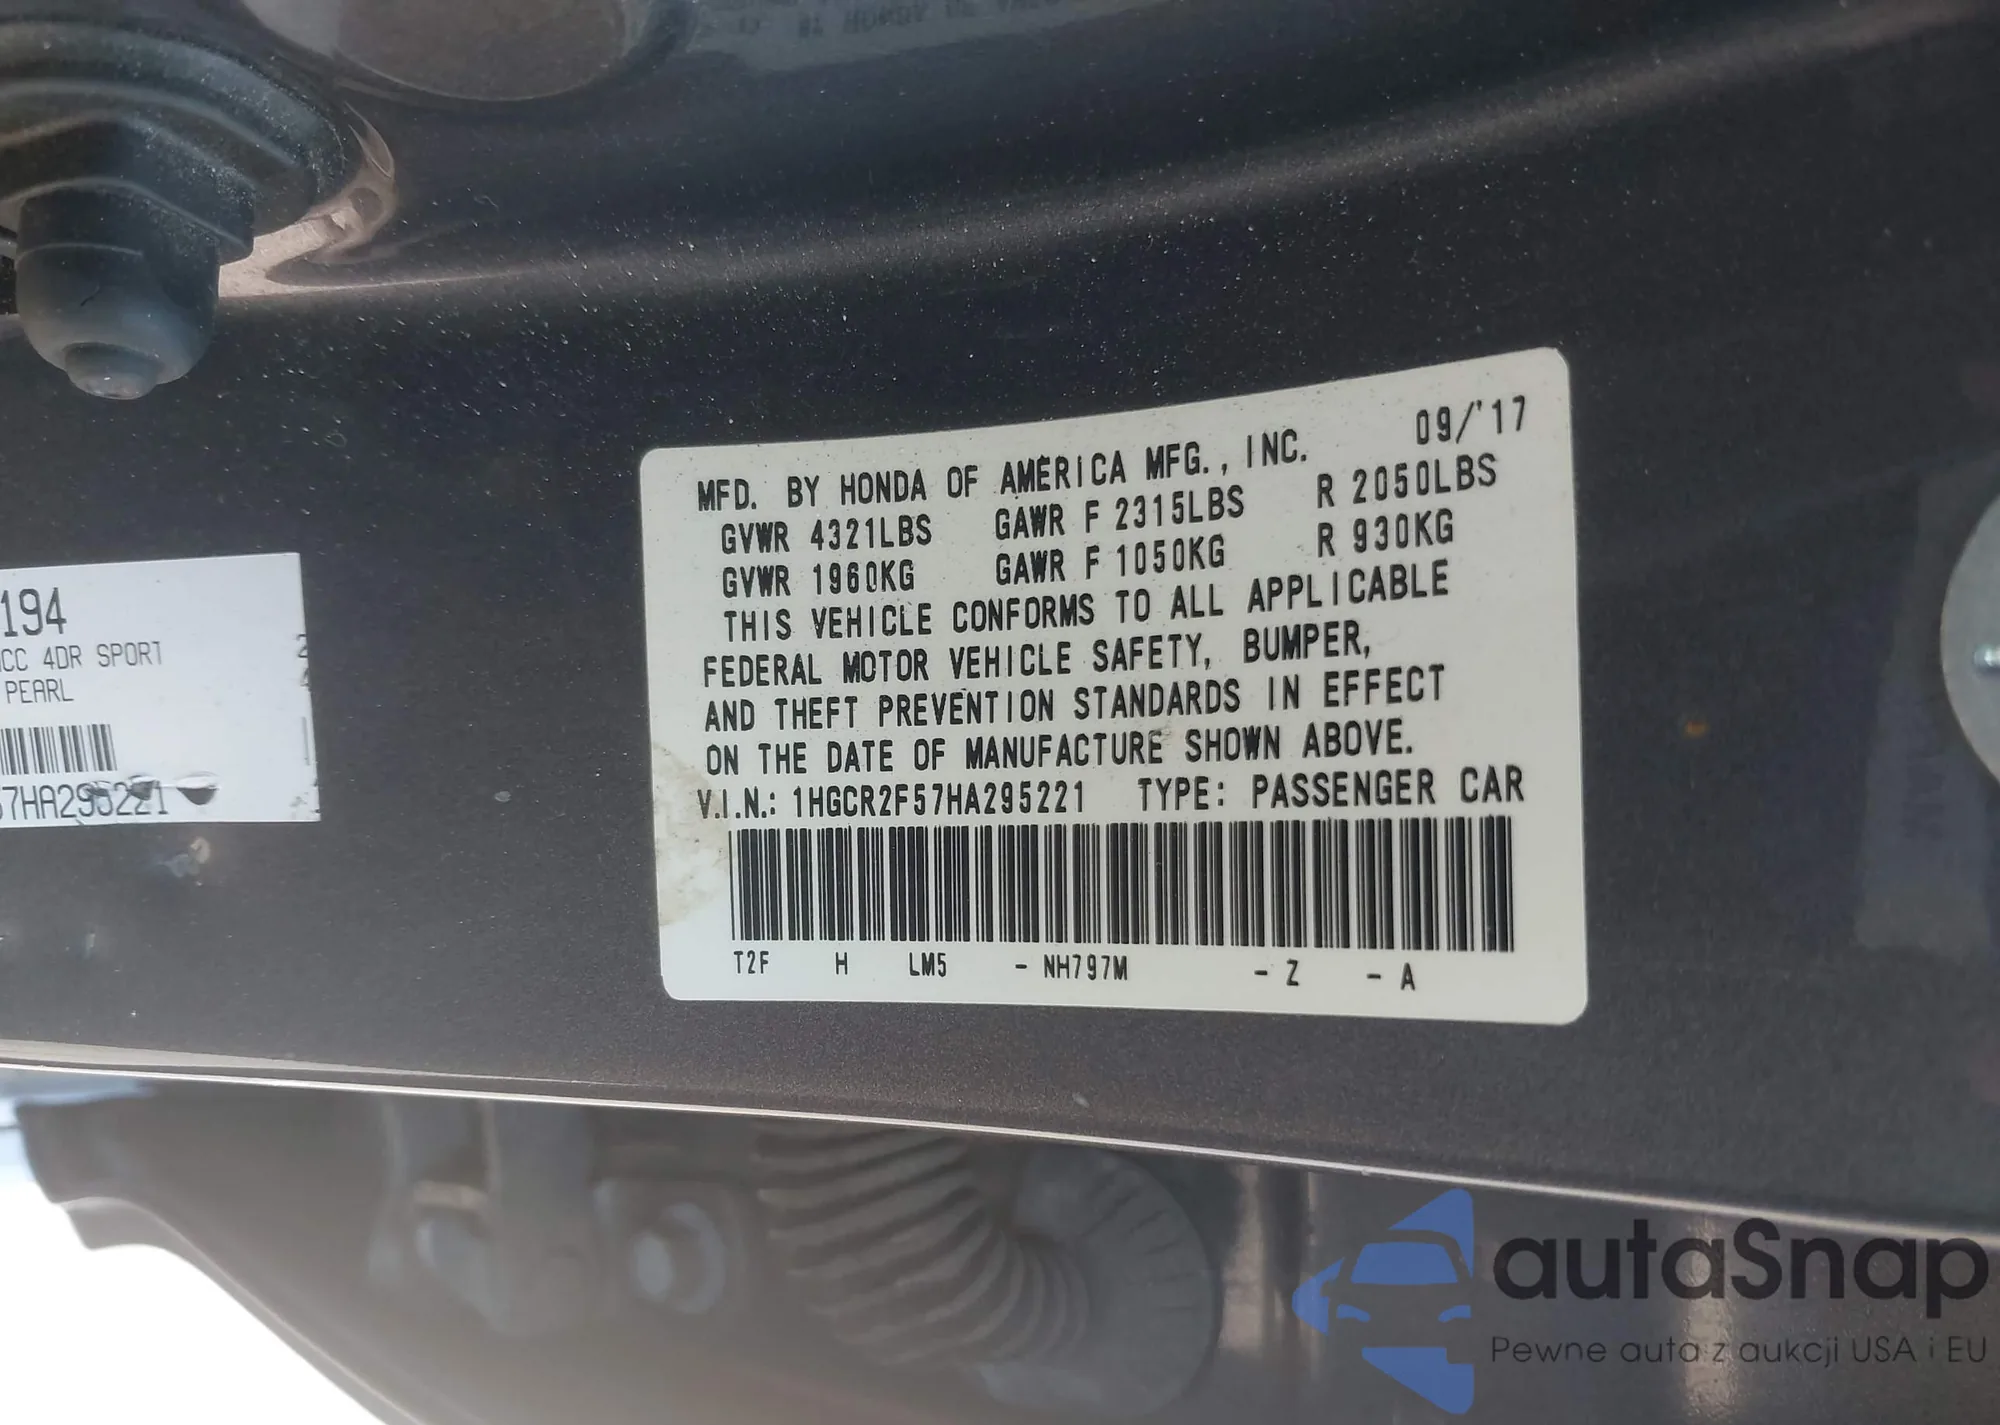 MFD. BY HONDA OF AMERICA MFG., INC. 09/'17
GVWR 4321LBS GAWR F 2315LBS R 2050LBS
GVWR 1960KG GAWR F 1050KG R 930KG
THIS VEHICLE CONFORMS TO ALL APPLICABLE
FEDERAL MOTOR VEHICLE SAFETY, BUMPER,
AND THEFT PREVENTION STANDARDS IN EFFECT
ON THE DATE OF MANUFACTURE SHOWN ABOVE.
V.I.N.: 1HGCR2F57HA295221 TYPE: PASSENGER CAR
T2F H LM5 - NH797M - Z - A
194
CC 4DR SPORT
PEARL
57HA295221
autaSnap
Pewne auta z aukcji USA i EU